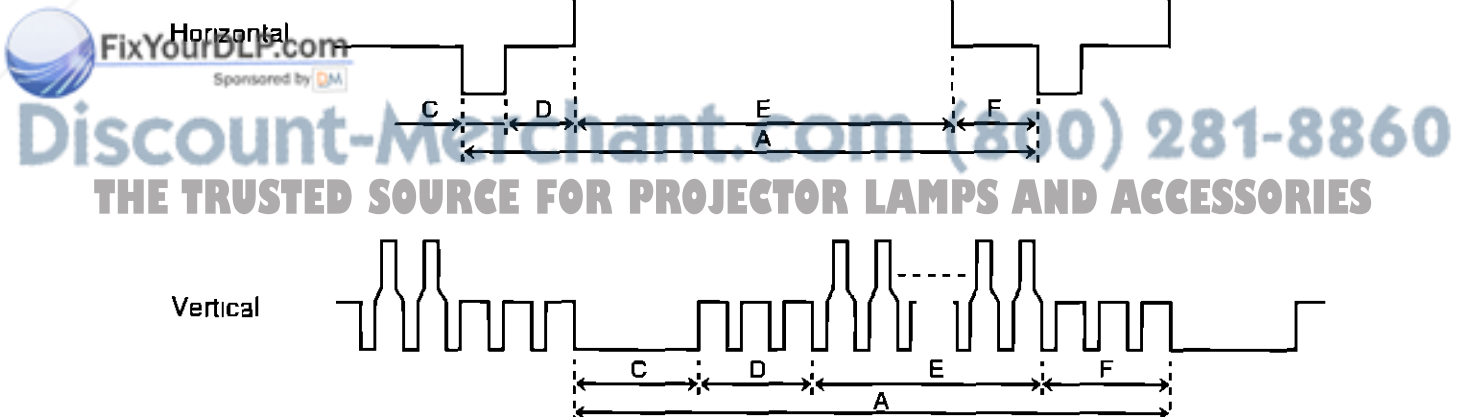 Horizontal
FixYourDLP.com
Sponsored by DM
C D E F
A
Discount-Merchant.com (800) 281-8860
THE TRUSTED SOURCE FOR PROJECTOR LAMPS AND ACCESSORIES
Vertical
C D E F
A